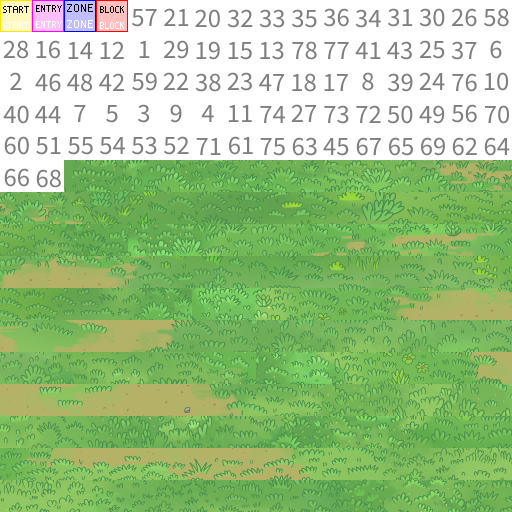 START ENTRY ZONE BLOCK 57 21 20 32 33 35 36 34 31 30 26 58
START ENTRY ZONE BLOCK
28 16 14 12 1 29 19 15 13 78 77 41 43 25 37 6
2 46 48 42 59 22 38 23 47 18 17 8 39 24 76 10
40 44 7 5 3 9 4 11 74 27 73 72 50 49 56 70
60 51 55 54 53 52 71 61 75 63 45 67 65 69 62 64
66 68